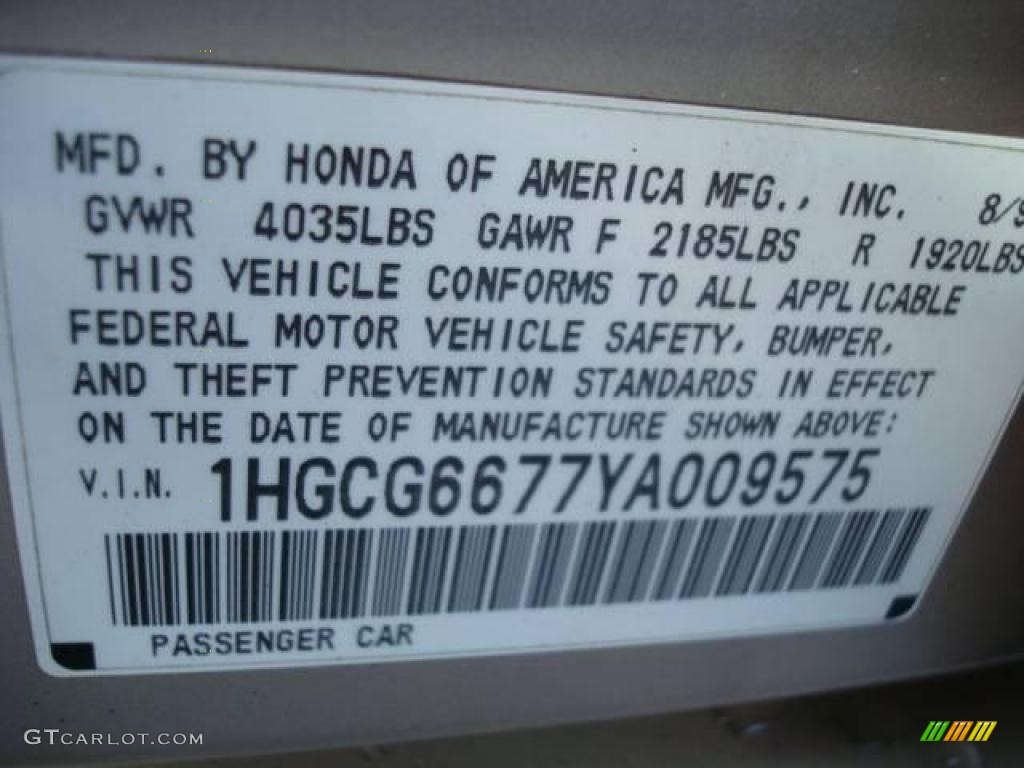 MFD. BY HONDA OF AMERICA MFG., INC. 8/9
GVWR 4035LBS GAWR F 2185LBS R 1920LBS
THIS VEHICLE CONFORMS TO ALL APPLICABLE
FEDERAL MOTOR VEHICLE SAFETY, BUMPER,
AND THEFT PREVENTION STANDARDS IN EFFECT
ON THE DATE OF MANUFACTURE SHOWN ABOVE:
V.I.N. 1HGCG6677YA009575
PASSENGER CAR
GTCARLOT.COM